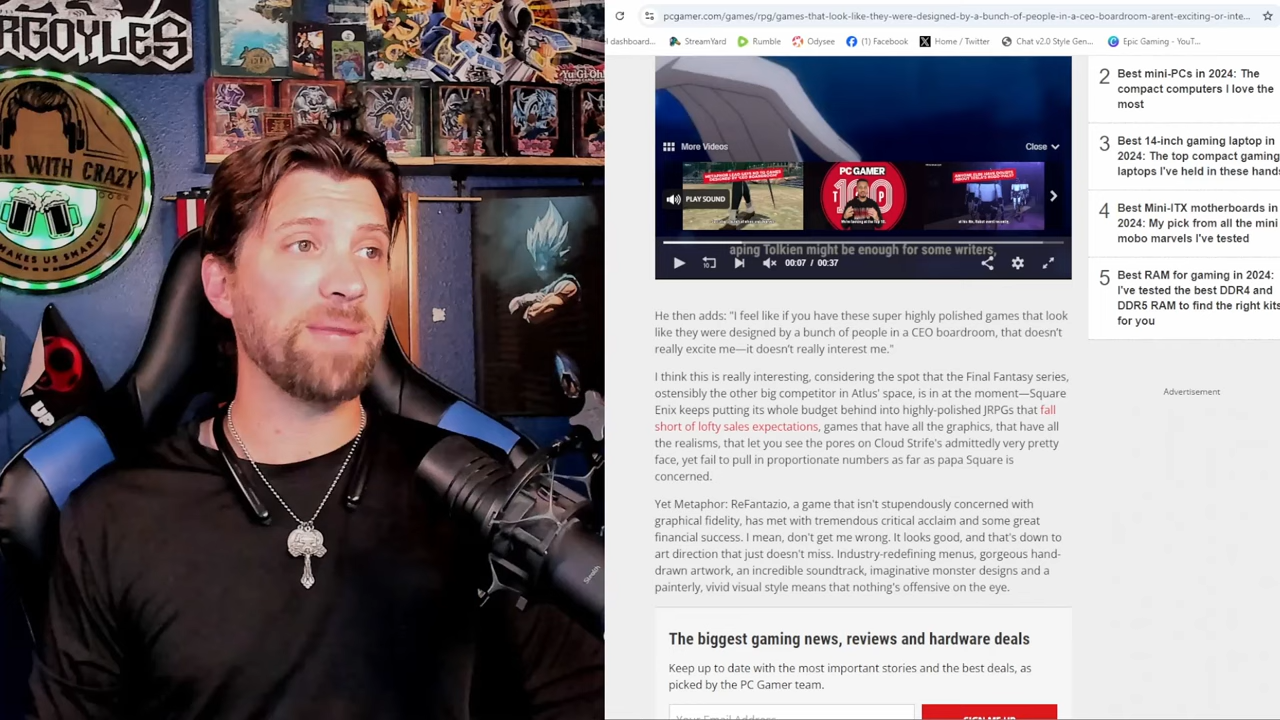 RGOYLES
Yu-Gi-Oh!
K WITH CRAZY
MAKES US SMARTER
UP
pcgamer.com/games/rpg/games-that-look-like-they-were-designed-by-a-bunch-of-people-in-a-ceo-boardroom-arent-exciting-or-inte...
l dashboard...
StreamYard
Rumble
Odysee
(1) Facebook
Home / Twitter
Chat v2.0 Style Gen...
Epic Gaming - YouT...
More Videos
Close
PLAY SOUND
PC GAMER
TOP
100
aping Tolkien might be enough for some writers,
10
00:07 / 00:37
He then adds: "I feel like if you have these super highly polished games that look
like they were designed by a bunch of people in a CEO boardroom, that doesn't
really excite me—it doesn't really interest me."
I think this is really interesting, considering the spot that the Final Fantasy series,
ostensibly the other big competitor in Atlus' space, is in at the moment—Square
Enix keeps putting its whole budget behind into highly-polished JRPGs that fall
short of lofty sales expectations, games that have all the graphics, that have all
the realisms, that let you see the pores on Cloud Strife's admittedly very pretty
face, yet fail to pull in proportionate numbers as far as papa Square is
concerned.
Yet Metaphor: ReFantazio, a game that isn't stupendously concerned with
graphical fidelity, has met with tremendous critical acclaim and some great
financial success. I mean, don't get me wrong. It looks good, and that's down to
art direction that just doesn't miss. Industry-redefining menus, gorgeous hand-
drawn artwork, an incredible soundtrack, imaginative monster designs and a
painterly, vivid visual style means that nothing's offensive on the eye.
The biggest gaming news, reviews and hardware deals
Keep up to date with the most important stories and the best deals, as
picked by the PC Gamer team.
Your Email Address
SIGN ME UP
2 Best mini-PCs in 2024: The
compact computers I love the
most
3 Best 14-inch gaming laptop in
2024: The top compact gaming
laptops I've held in these hands
4 Best Mini-ITX motherboards in
2024: My pick from all the mini
mobo marvels I've tested
5 Best RAM for gaming in 2024:
I've tested the best DDR4 and
DDR5 RAM to find the right kits
for you
Advertisement